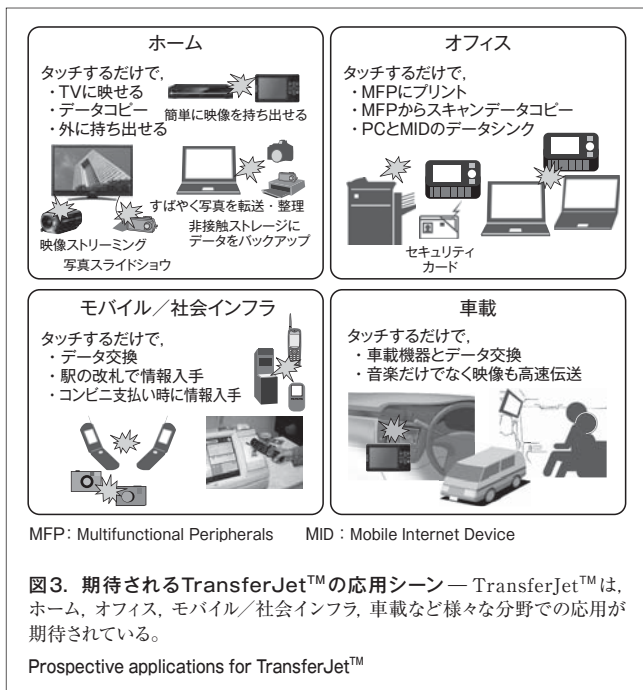 ホーム
タッチするだけで,
・TVに映せる
・データコピー
・外に持ち出せる
簡単に映像を持ち出せる
すばやく写真を転送・整理
映像ストリーミング
写真スライドショウ
非接触ストレージに
データをバックアップ
オフィス
タッチするだけで,
・MFPにプリント
・MFPからスキャンデータコピー
・PCとMIDのデータシンク
セキュリティ
カード
モバイル／社会インフラ
タッチするだけで,
・データ交換
・駅の改札で情報入手
・コンビニ支払い時に情報入手
車載
タッチするだけで,
・車載機器とデータ交換
・音楽だけでなく映像も高速伝送
MFP：Multifunctional Peripherals MID：Mobile Internet Device
図3. 期待されるTransferJet™の応用シーン — TransferJet™は,
ホーム, オフィス, モバイル／社会インフラ, 車載など様々な分野での応用が
期待されている。
Prospective applications for TransferJet™